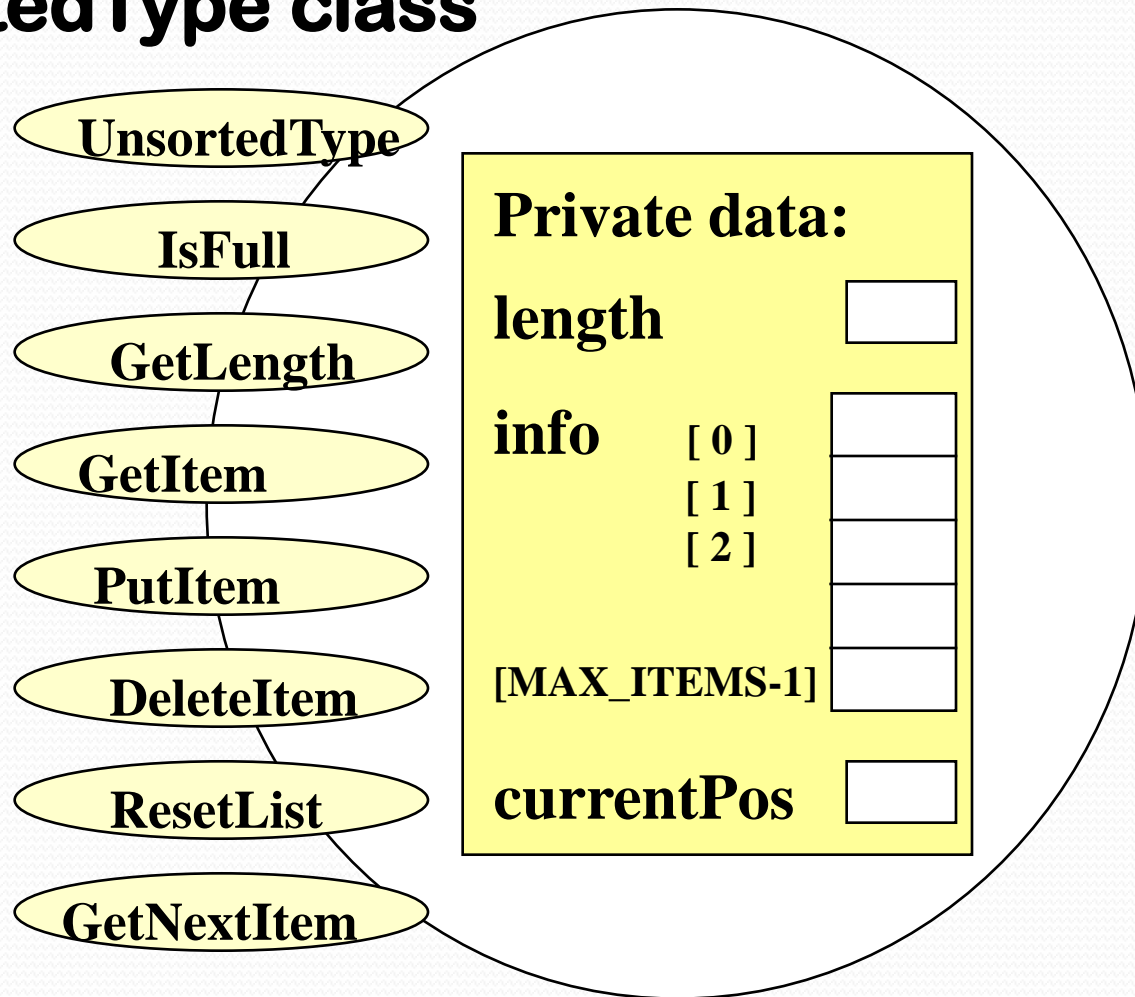 class
UnsortedType
IsFull
GetLength
GetItem
PutItem
DeleteItem
ResetList
GetNextItem
Private data:
length
info [ 0 ]
[ 1 ]
[ 2 ]
[MAX_ITEMS-1]
currentPos